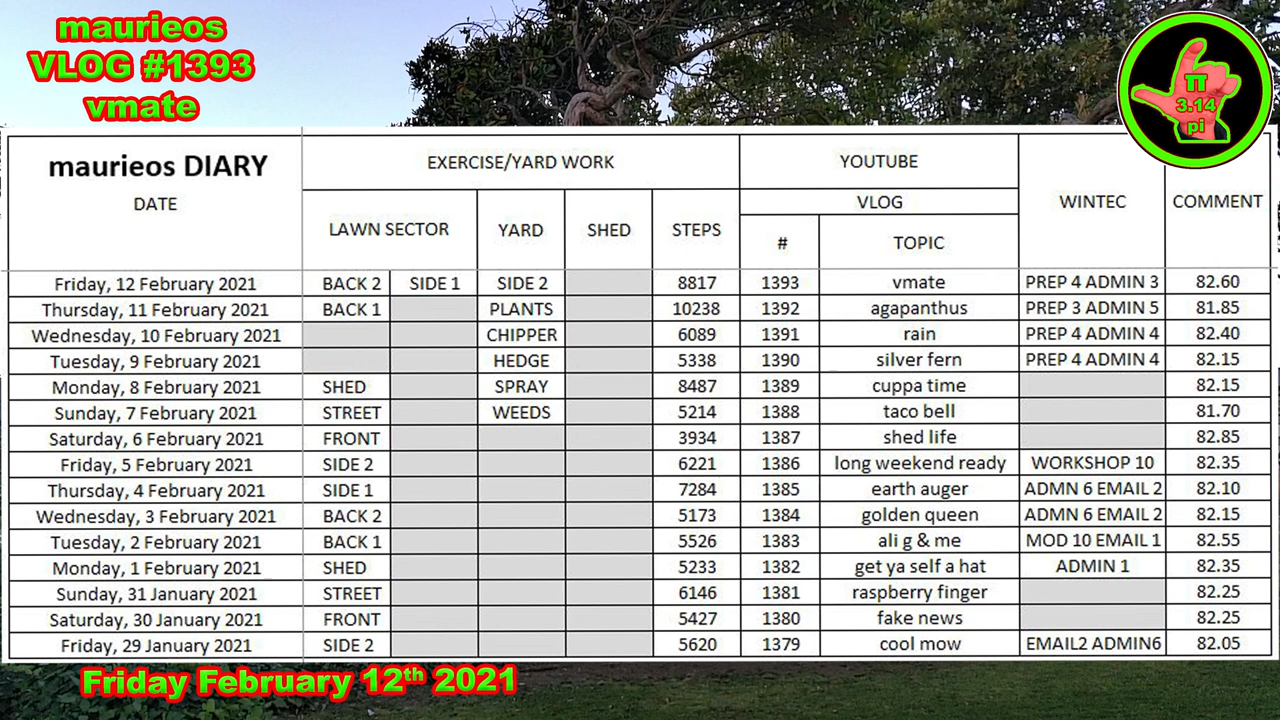 maurieos
VLOG #1393
vmate
π
3.14
pi
maurieos DIARY
DATE
EXERCISE/YARD WORK
YOUTUBE
WINTEC
COMMENT
LAWN SECTOR
YARD
SHED
STEPS
VLOG
#
TOPIC
Friday, 12 February 2021 BACK 2 SIDE 1 SIDE 2 8817 1393 vmate PREP 4 ADMIN 3 82.60
Thursday, 11 February 2021 BACK 1 PLANTS 10238 1392 agapanthus PREP 3 ADMIN 5 81.85
Wednesday, 10 February 2021 CHIPPER 6089 1391 rain PREP 4 ADMIN 4 82.40
Tuesday, 9 February 2021 HEDGE 5338 1390 silver fern PREP 4 ADMIN 4 82.15
Monday, 8 February 2021 SHED SPRAY 8487 1389 cuppa time 82.15
Sunday, 7 February 2021 STREET WEEDS 5214 1388 taco bell 81.70
Saturday, 6 February 2021 FRONT 3934 1387 shed life 82.85
Friday, 5 February 2021 SIDE 2 6221 1386 long weekend ready WORKSHOP 10 82.35
Thursday, 4 February 2021 SIDE 1 7284 1385 earth auger ADMN 6 EMAIL 2 82.10
Wednesday, 3 February 2021 BACK 2 5173 1384 golden queen ADMN 6 EMAIL 2 82.15
Tuesday, 2 February 2021 BACK 1 5526 1383 ali g & me MOD 10 EMAIL 1 82.55
Monday, 1 February 2021 SHED 5233 1382 get ya self a hat ADMIN 1 82.35
Sunday, 31 January 2021 STREET 6146 1381 raspberry finger 82.25
Saturday, 30 January 2021 FRONT 5427 1380 fake news 82.25
Friday, 29 January 2021 SIDE 2 5620 1379 cool mow EMAIL2 ADMIN6 82.05
Friday February 12th 2021